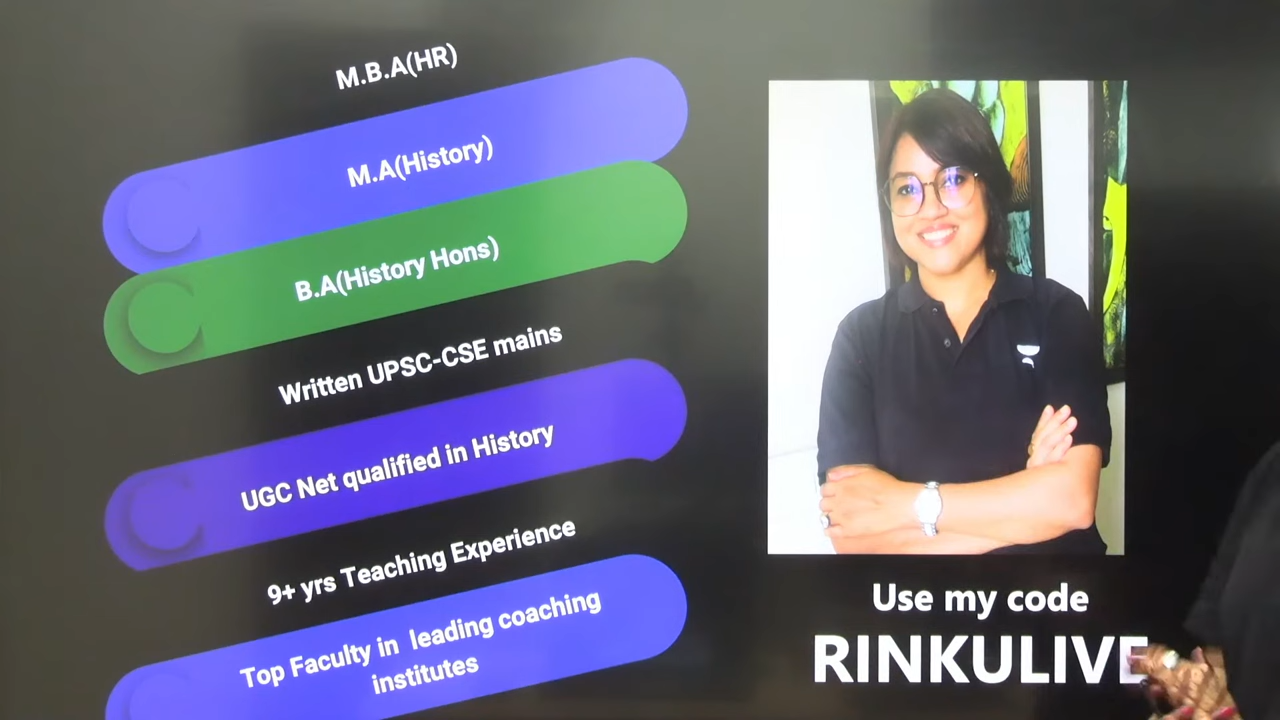 M.B.A(HR)
M.A(History)
B.A(History Hons)
Written UPSC-CSE mains
UGC Net qualified in History
9+ yrs Teaching Experience
Top Faculty in leading coaching
institutes
Use my code
RINKULIVE